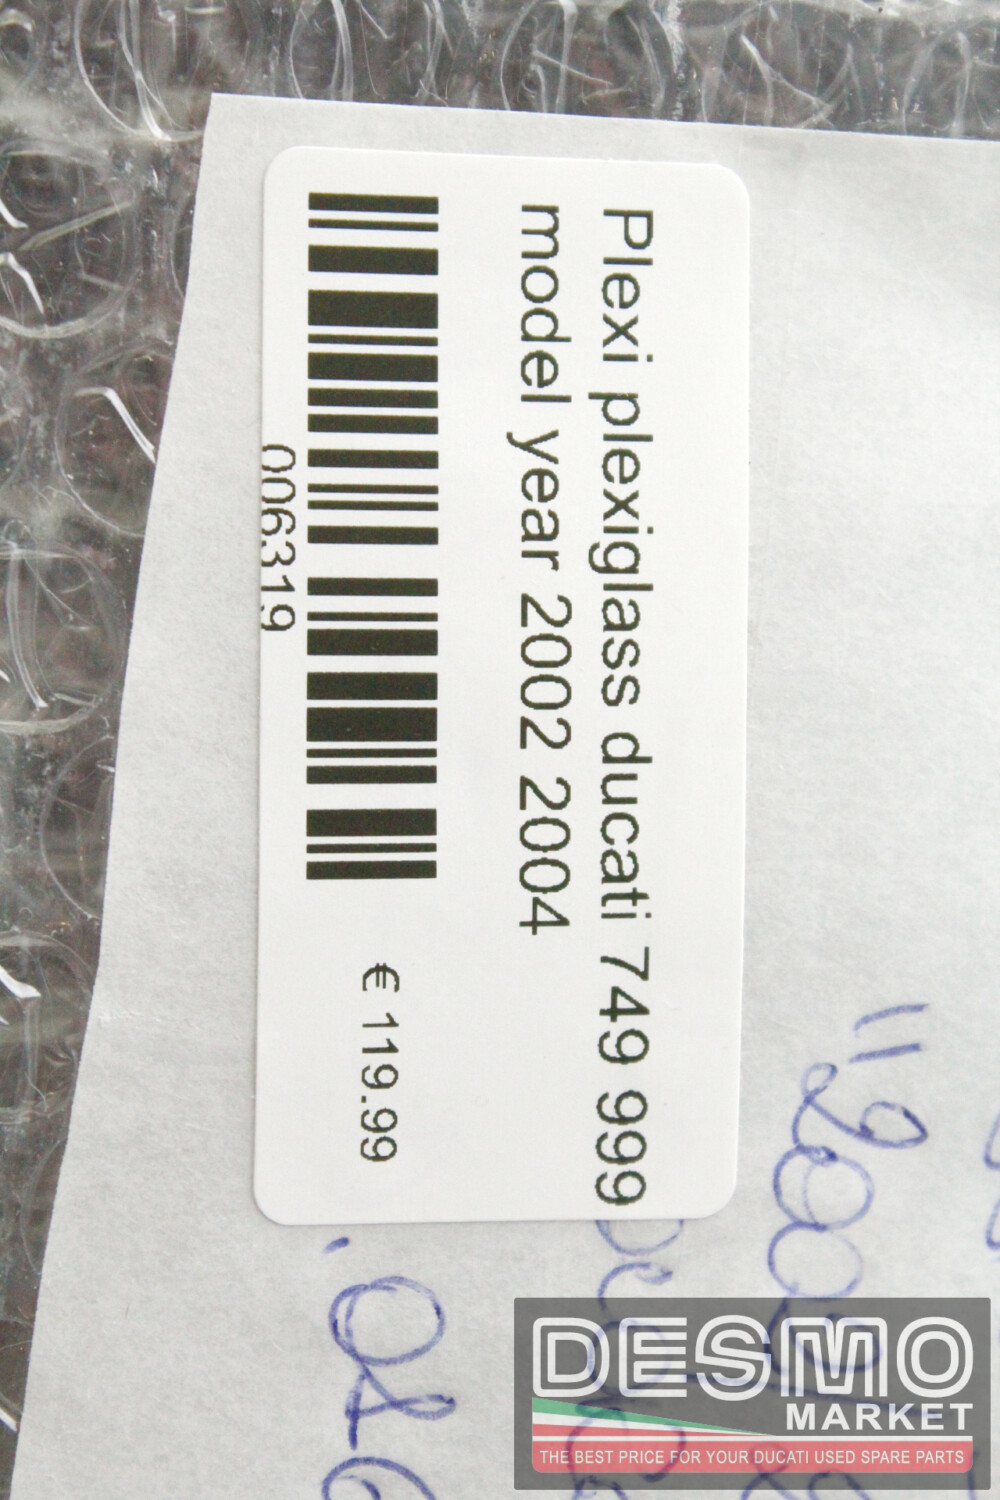 Plexi plexiglass ducati 749 999
model year 2002 2004
€ 119.99
006319
DESMO
MARKET
THE BEST PRICE FOR YOUR DUCATI USED SPARE PARTS